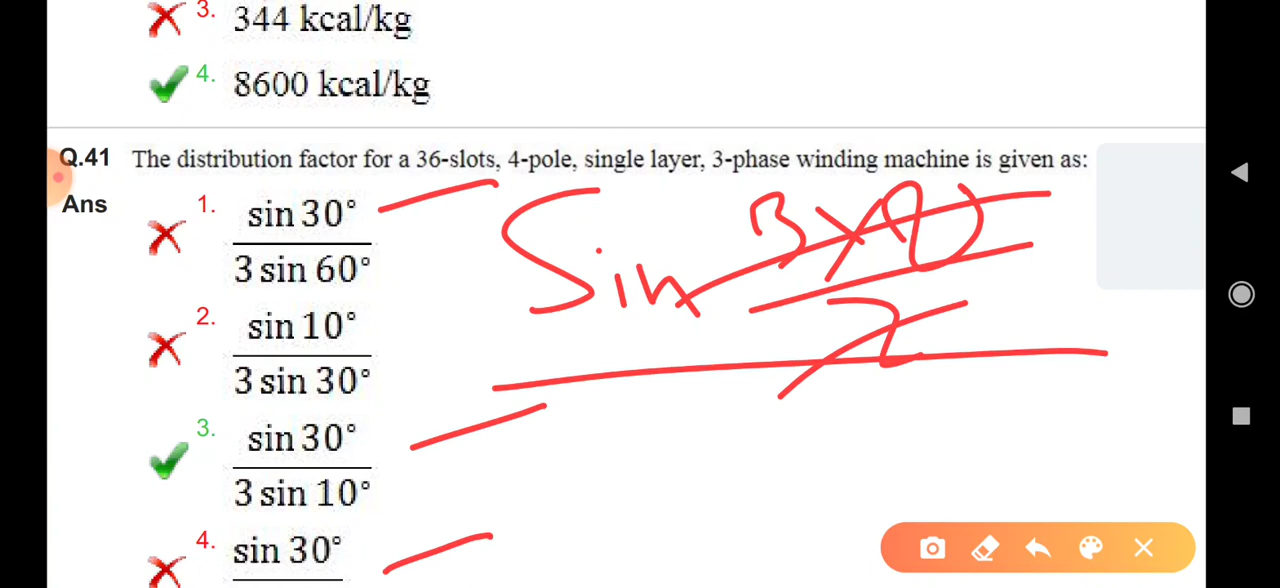 3. 344 kcal/kg
4. 8600 kcal/kg
Q.41 The distribution factor for a 36-slots, 4-pole, single layer, 3-phase winding machine is given as:
Ans
1. sin 30°
3 sin 60°
2. sin 10°
3 sin 30°
3. sin 30°
3 sin 10°
4. sin 30°
Sin 3×
2